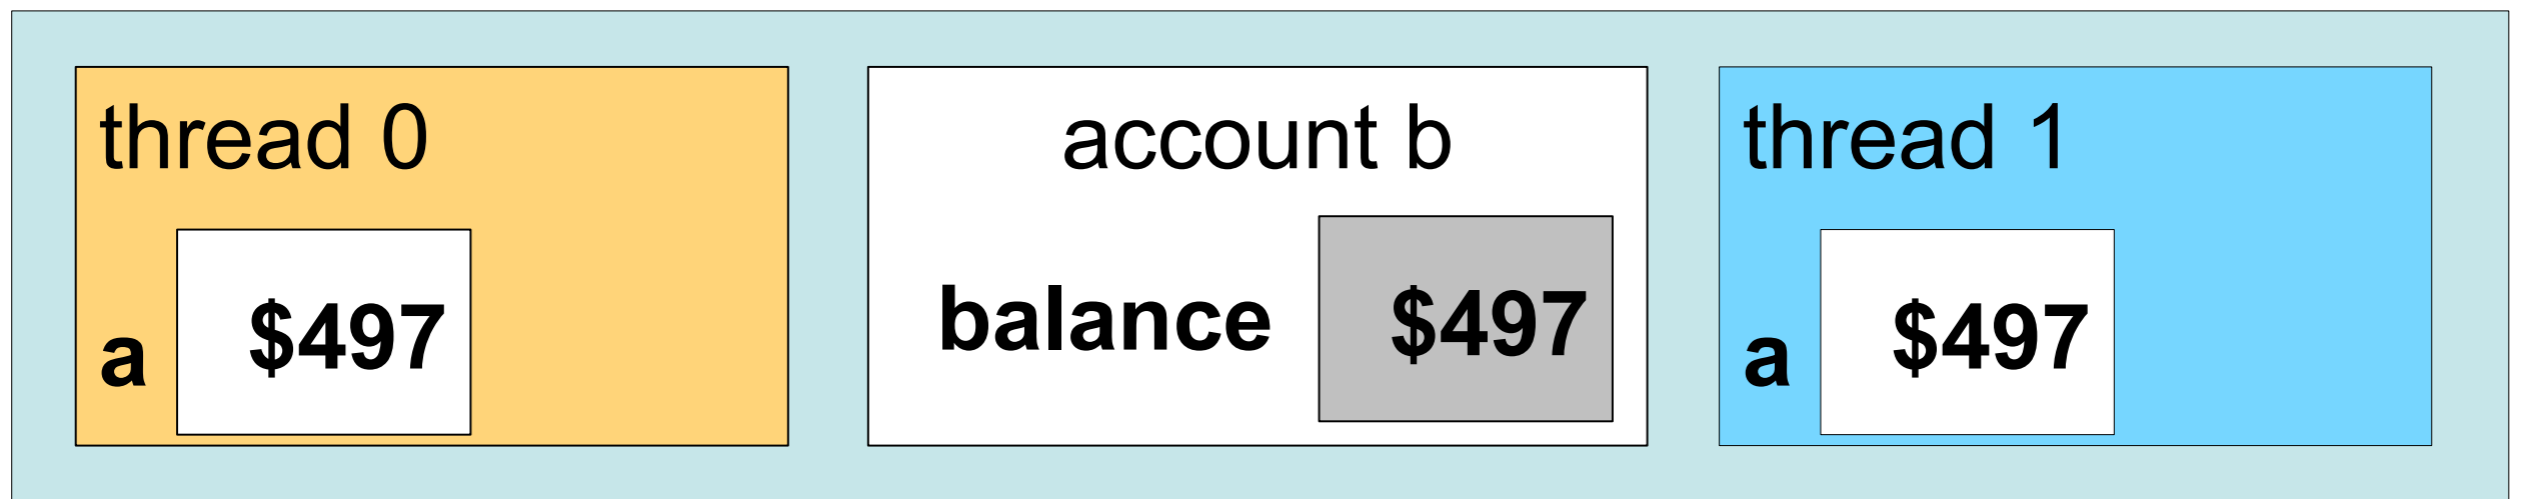 thread 0
a $497
account b
balance $497
thread 1
a $497